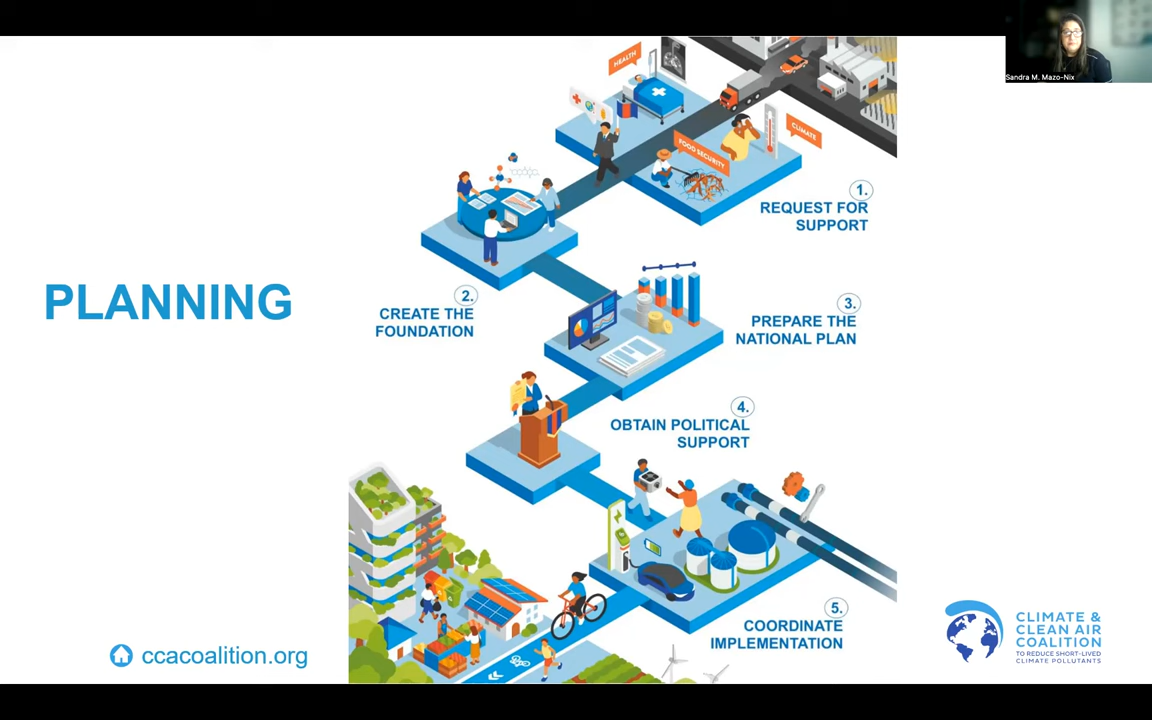 Sandra M. Mazo-Nix
HEALTH
CLIMATE
FOOD SECURITY
1.
REQUEST FOR
SUPPORT
PLANNING
2.
CREATE THE
FOUNDATION
3.
PREPARE THE
NATIONAL PLAN
4.
OBTAIN POLITICAL
SUPPORT
5.
COORDINATE
IMPLEMENTATION
ccacoalition.org
CLIMATE &
CLEAN AIR
COALITION
TO REDUCE SHORT-LIVED
CLIMATE POLLUTANTS